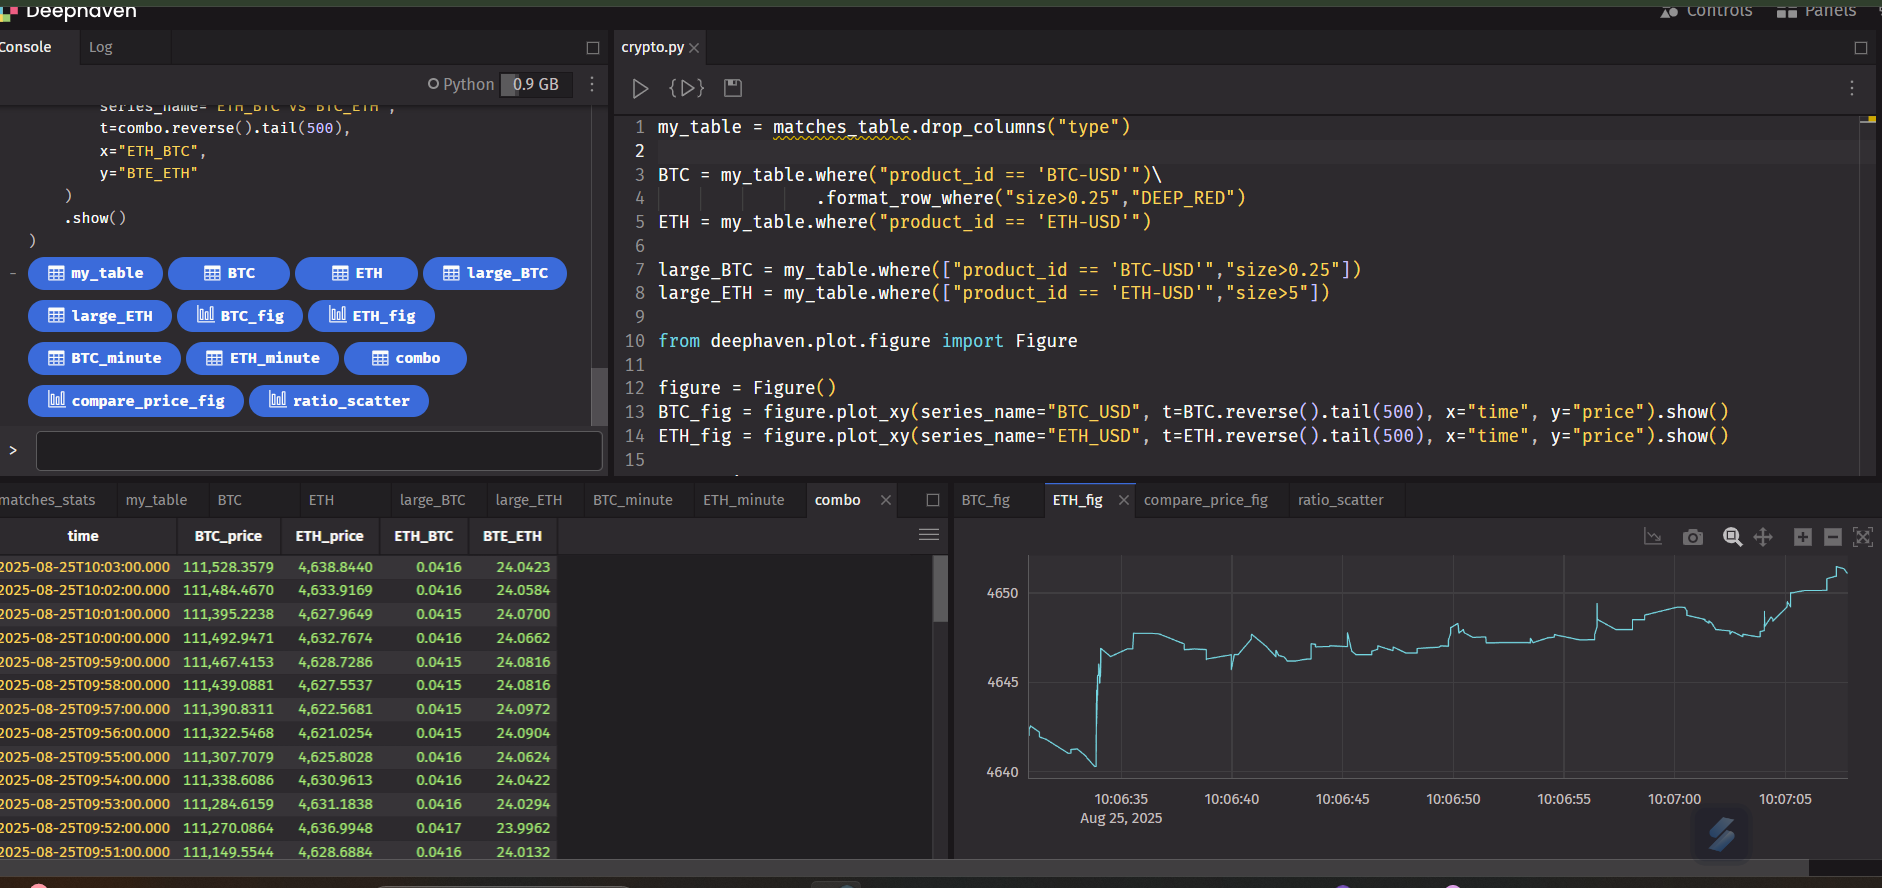 Deephaven
Controls
Panels
Console
Log
Python
0.9 GB
series_name="ETH_BTC vs BTC_ETH",
t=combo.reverse().tail(500),
x="ETH_BTC",
y="BTE_ETH"
)
.show()
)
- my_table BTC ETH large_BTC
large_ETH BTC_fig ETH_fig
BTC_minute ETH_minute combo
compare_price_fig ratio_scatter
>
crypto.py
1 my_table = matches_table.drop_columns("type")
2
3 BTC = my_table.where("product_id == 'BTC-USD'")\
4 .format_row_where("size>0.25","DEEP_RED")
5 ETH = my_table.where("product_id == 'ETH-USD'")
6
7 large_BTC = my_table.where(["product_id == 'BTC-USD'","size>0.25"])
8 large_ETH = my_table.where(["product_id == 'ETH-USD'","size>5"])
9
10 from deephaven.plot.figure import Figure
11
12 figure = Figure()
13 BTC_fig = figure.plot_xy(series_name="BTC_USD", t=BTC.reverse().tail(500), x="time", y="price").show()
14 ETH_fig = figure.plot_xy(series_name="ETH_USD", t=ETH.reverse().tail(500), x="time", y="price").show()
15
matches_stats my_table BTC ETH large_BTC large_ETH BTC_minute ETH_minute combo
time BTC_price ETH_price ETH_BTC BTE_ETH
2025-08-25T10:03:00.000 111,528.3579 4,638.8440 0.0416 24.0423
2025-08-25T10:02:00.000 111,484.4670 4,633.9169 0.0416 24.0584
2025-08-25T10:01:00.000 111,395.2238 4,627.9649 0.0415 24.0700
2025-08-25T10:00:00.000 111,492.9471 4,632.7674 0.0416 24.0662
2025-08-25T09:59:00.000 111,467.4153 4,628.7286 0.0415 24.0816
2025-08-25T09:58:00.000 111,439.0881 4,627.5537 0.0415 24.0816
2025-08-25T09:57:00.000 111,390.8311 4,622.5681 0.0415 24.0972
2025-08-25T09:56:00.000 111,322.5468 4,621.0254 0.0415 24.0904
2025-08-25T09:55:00.000 111,307.7079 4,625.8028 0.0416 24.0624
2025-08-25T09:54:00.000 111,338.6086 4,630.9613 0.0416 24.0422
2025-08-25T09:53:00.000 111,284.6159 4,631.1838 0.0416 24.0294
2025-08-25T09:52:00.000 111,270.0864 4,636.9948 0.0417 23.9962
2025-08-25T09:51:00.000 111,149.5544 4,628.6884 0.0416 24.0132
BTC_fig ETH_fig compare_price_fig ratio_scatter
4650
4645
4640
10:06:35 10:06:40 10:06:45 10:06:50 10:06:55 10:07:00 10:07:05
Aug 25, 2025